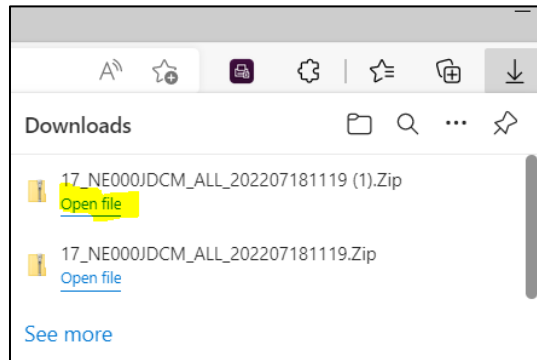 Downloads
17_NE000JDCM_ALL_202207181119 (1).Zip
Open file
17_NE000JDCM_ALL_202207181119.Zip
Open file
See more